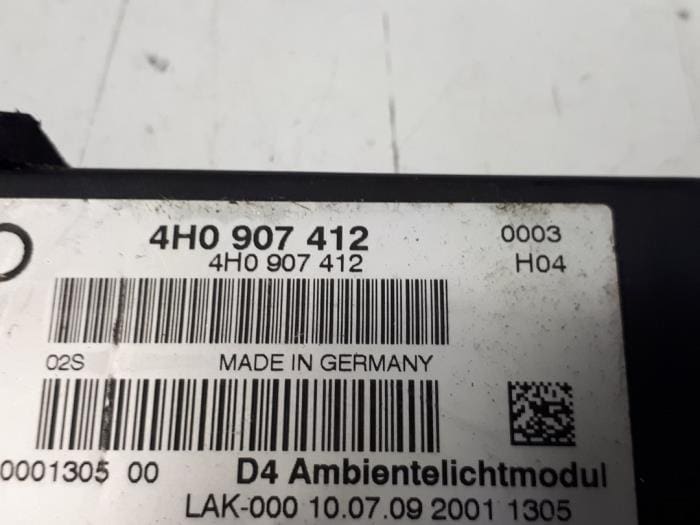 4H0 907 412 0003
4H0 907 412 H04
02S MADE IN GERMANY
0001305 00 D4 Ambientelichtmodul
LAK-000 10.07.09 2001 1305